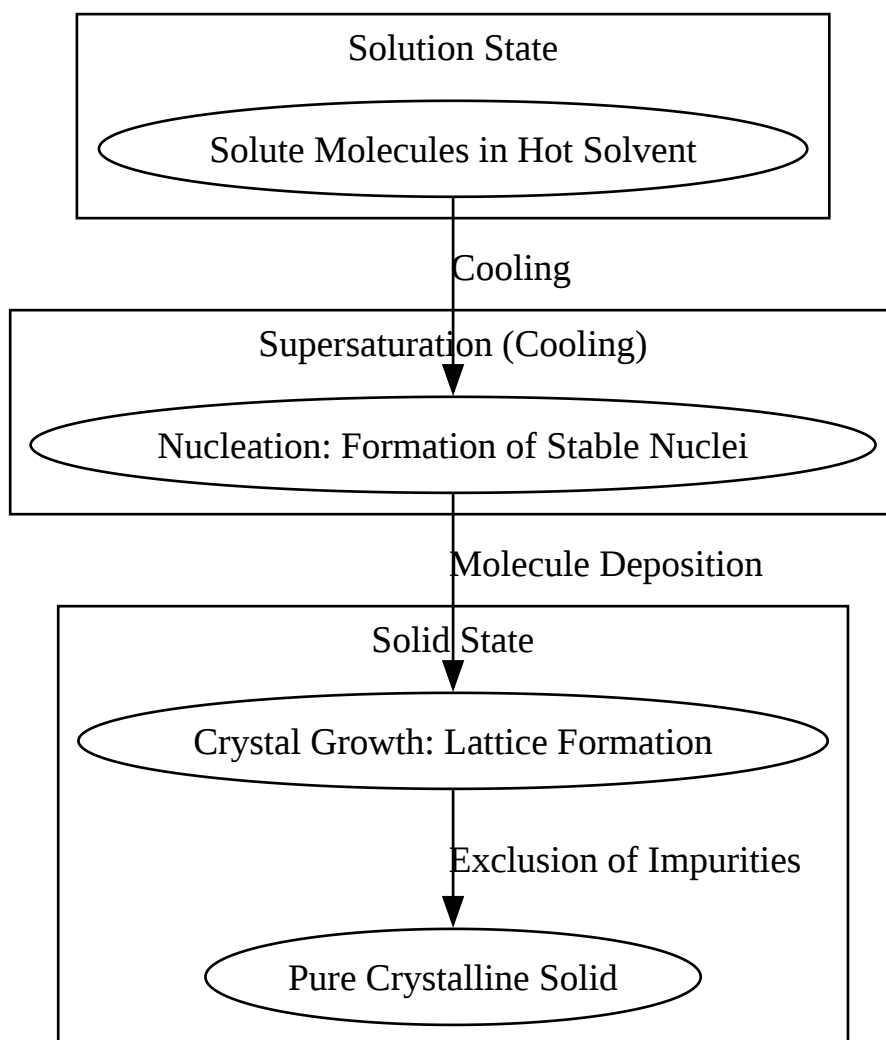 Solution State
Solute Molecules in Hot Solvent
Cooling
Supersaturation (Cooling)
Nucleation: Formation of Stable Nuclei
Molecule Deposition
Solid State
Crystal Growth: Lattice Formation
Exclusion of Impurities
Pure Crystalline Solid